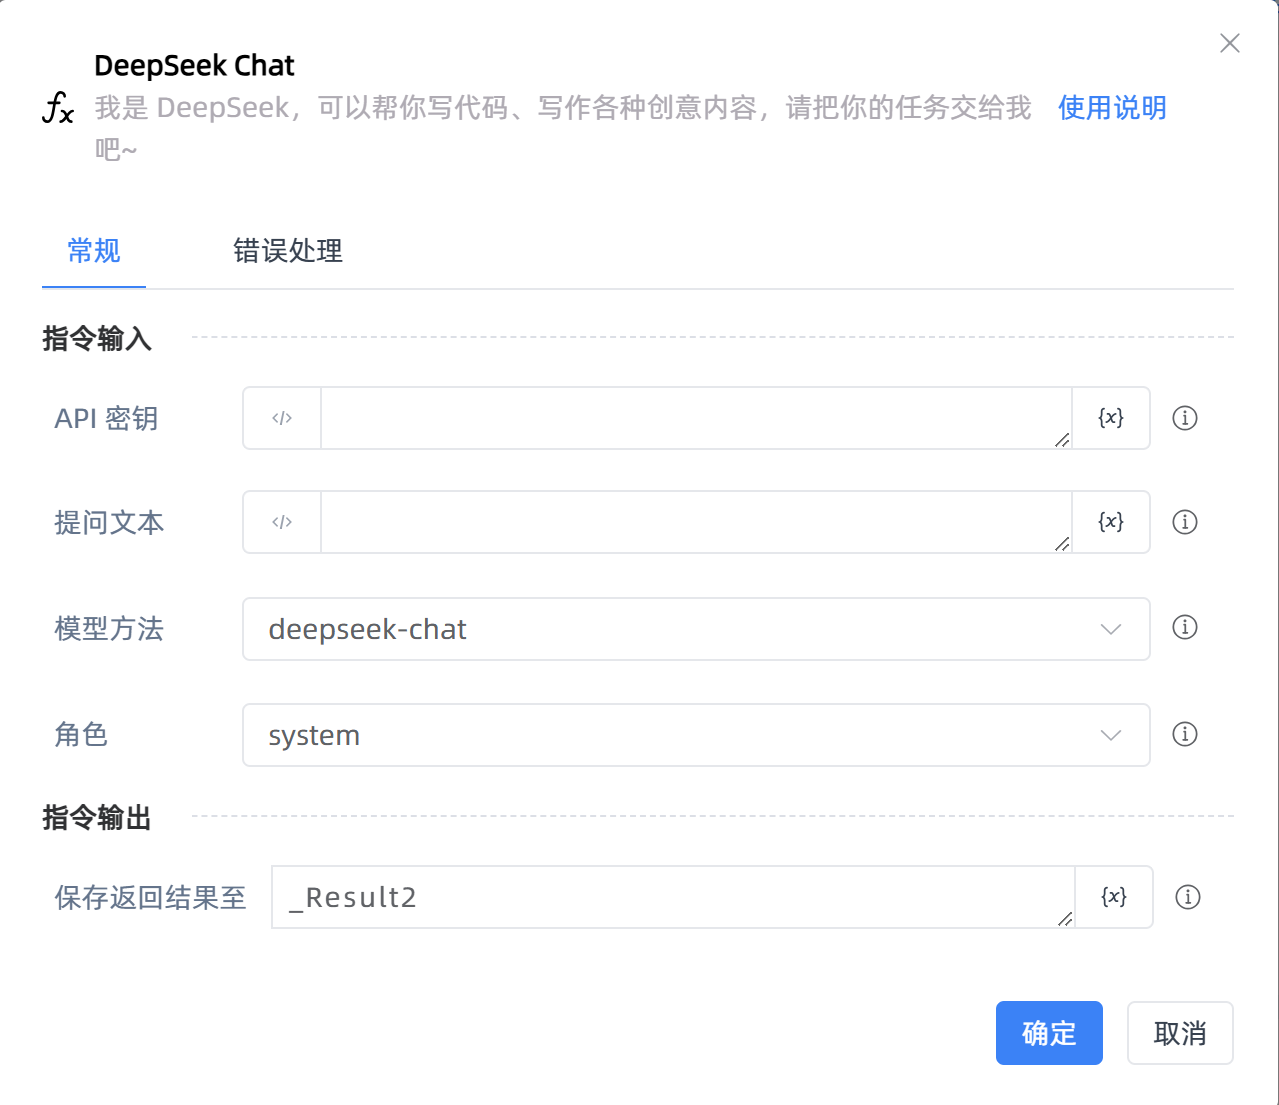 DeepSeek Chat
我是 DeepSeek，可以帮你写代码、写作各种创意内容，请把你的任务交给我 使用说明
吧~
常规 错误处理
指令输入
API 密钥 </> {x}
提问文本 </> {x}
模型方法 deepseek-chat
角色 system
指令输出
保存返回结果至 _Result2 {x}
确定 取消